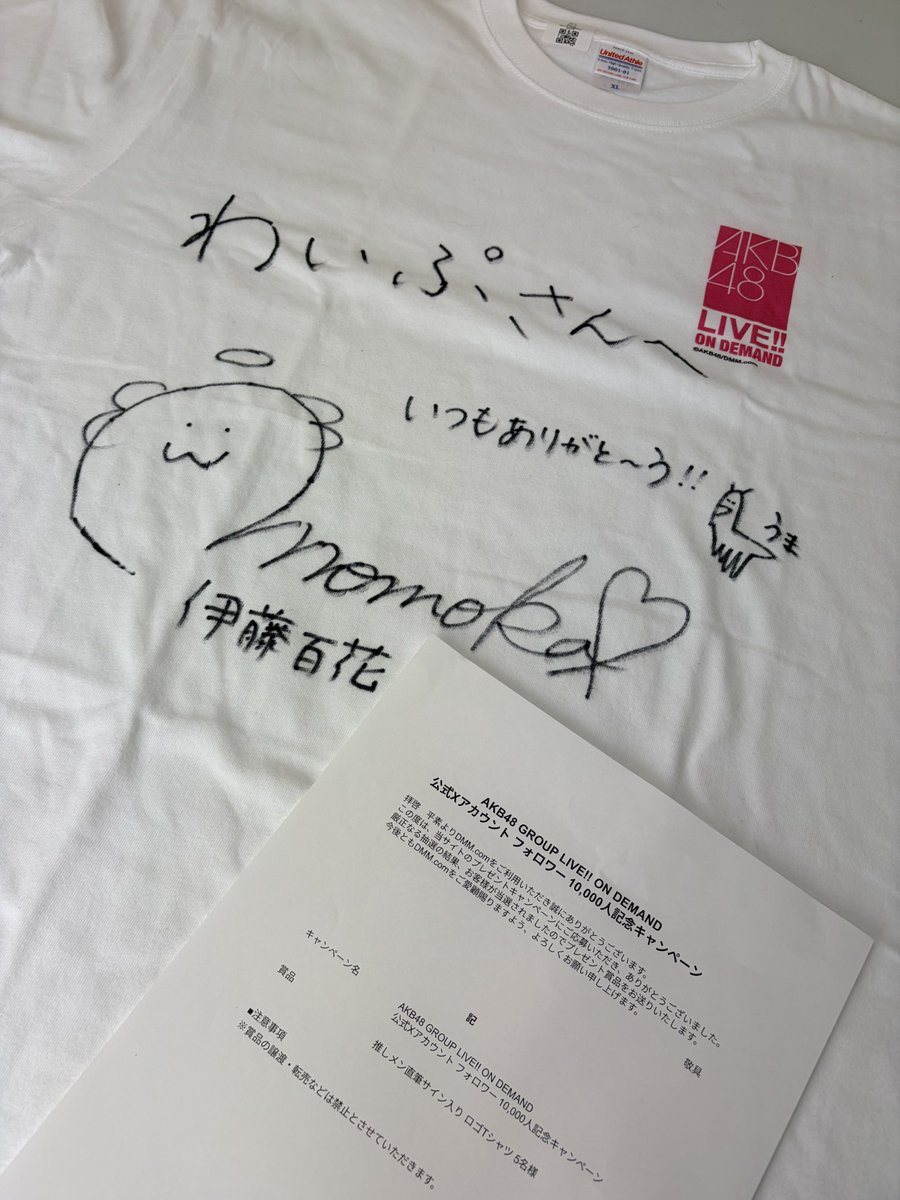 United Athle
5001-01
XL
AKB
48
LIVE!!
ON DEMAND
©AKB48/DMM.com
わいぷさんへ
いつもありがと〜う!!
うま
momoka
伊藤百花
AKB48 GROUP LIVE!! ON DEMAND
公式Xアカウント フォロワー 10,000人記念キャンペーン
拝啓 平素よりDMM.comをご利用いただき誠にありがとうございます。
この度は、当サイトのプレゼントキャンペーンにご応募いただき、ありがとうございました。
厳正なる抽選の結果、お客様が当選されましたのでプレゼント賞品をお送りいたします。
今後ともDMM.comをご愛顧賜りますよう、よろしくお願い申し上げます。
敬具
記
キャンペーン名
AKB48 GROUP LIVE!! ON DEMAND
公式Xアカウント フォロワー 10,000人記念キャンペーン
賞品
推しメン直筆サイン入り ロゴTシャツ 5名様
■注意事項
※賞品の譲渡・転売などは禁止とさせていただきます。